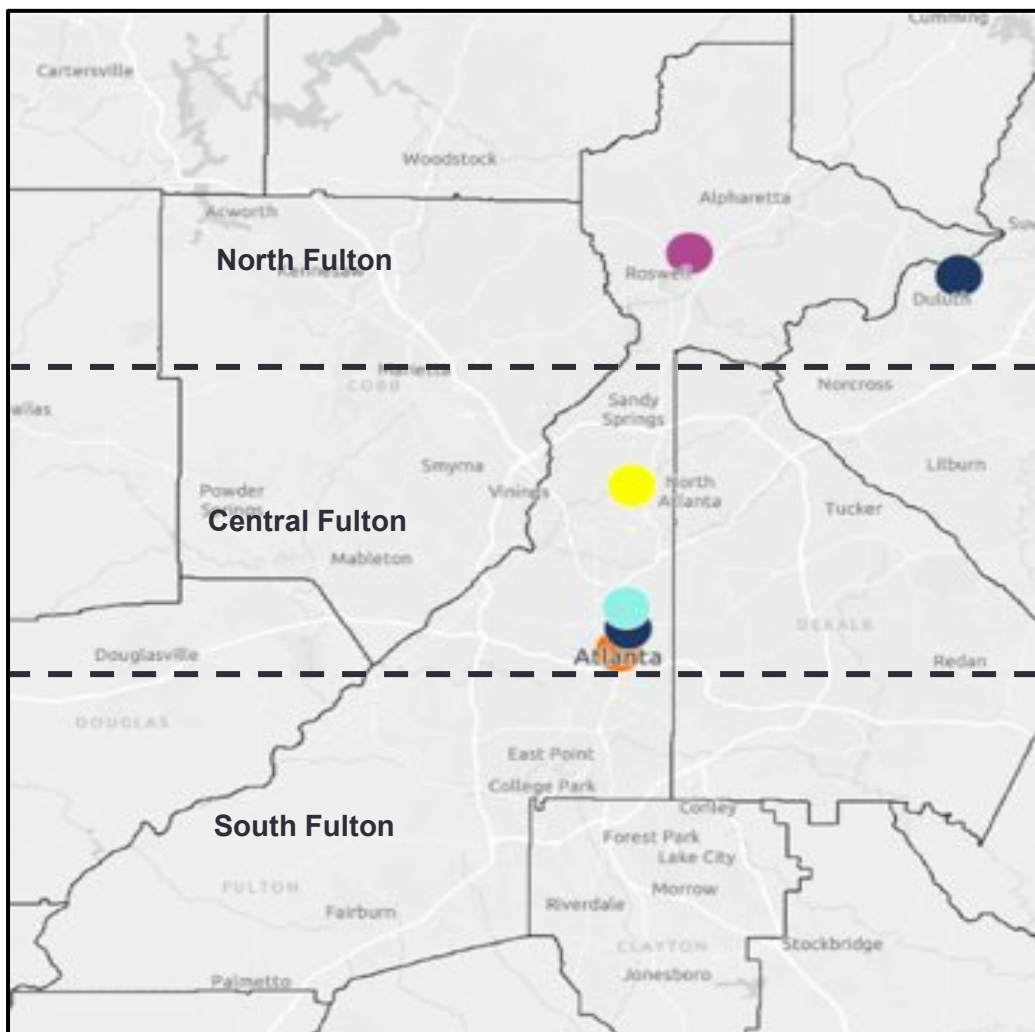 Cumming
Cartersville
Woodstock
Alpharetta
Acworth
North Fulton
Kennesaw
Roswell
Duluth
Marietta
COBB
Norcross
Sandy
Springs
Smyrna
Lilburn
Powder
Springs
Vinings
North
Atlanta
Tucker
Central Fulton
Mableton
DEKALB
Douglasville
Atlanta
Redan
DOUGLAS
East Point
College Park
Conley
South Fulton
Forest Park
Lake City
FULTON
Morrow
Riverdale
Fairburn
CLAYTON
Stockbridge
Palmetto
Jonesboro